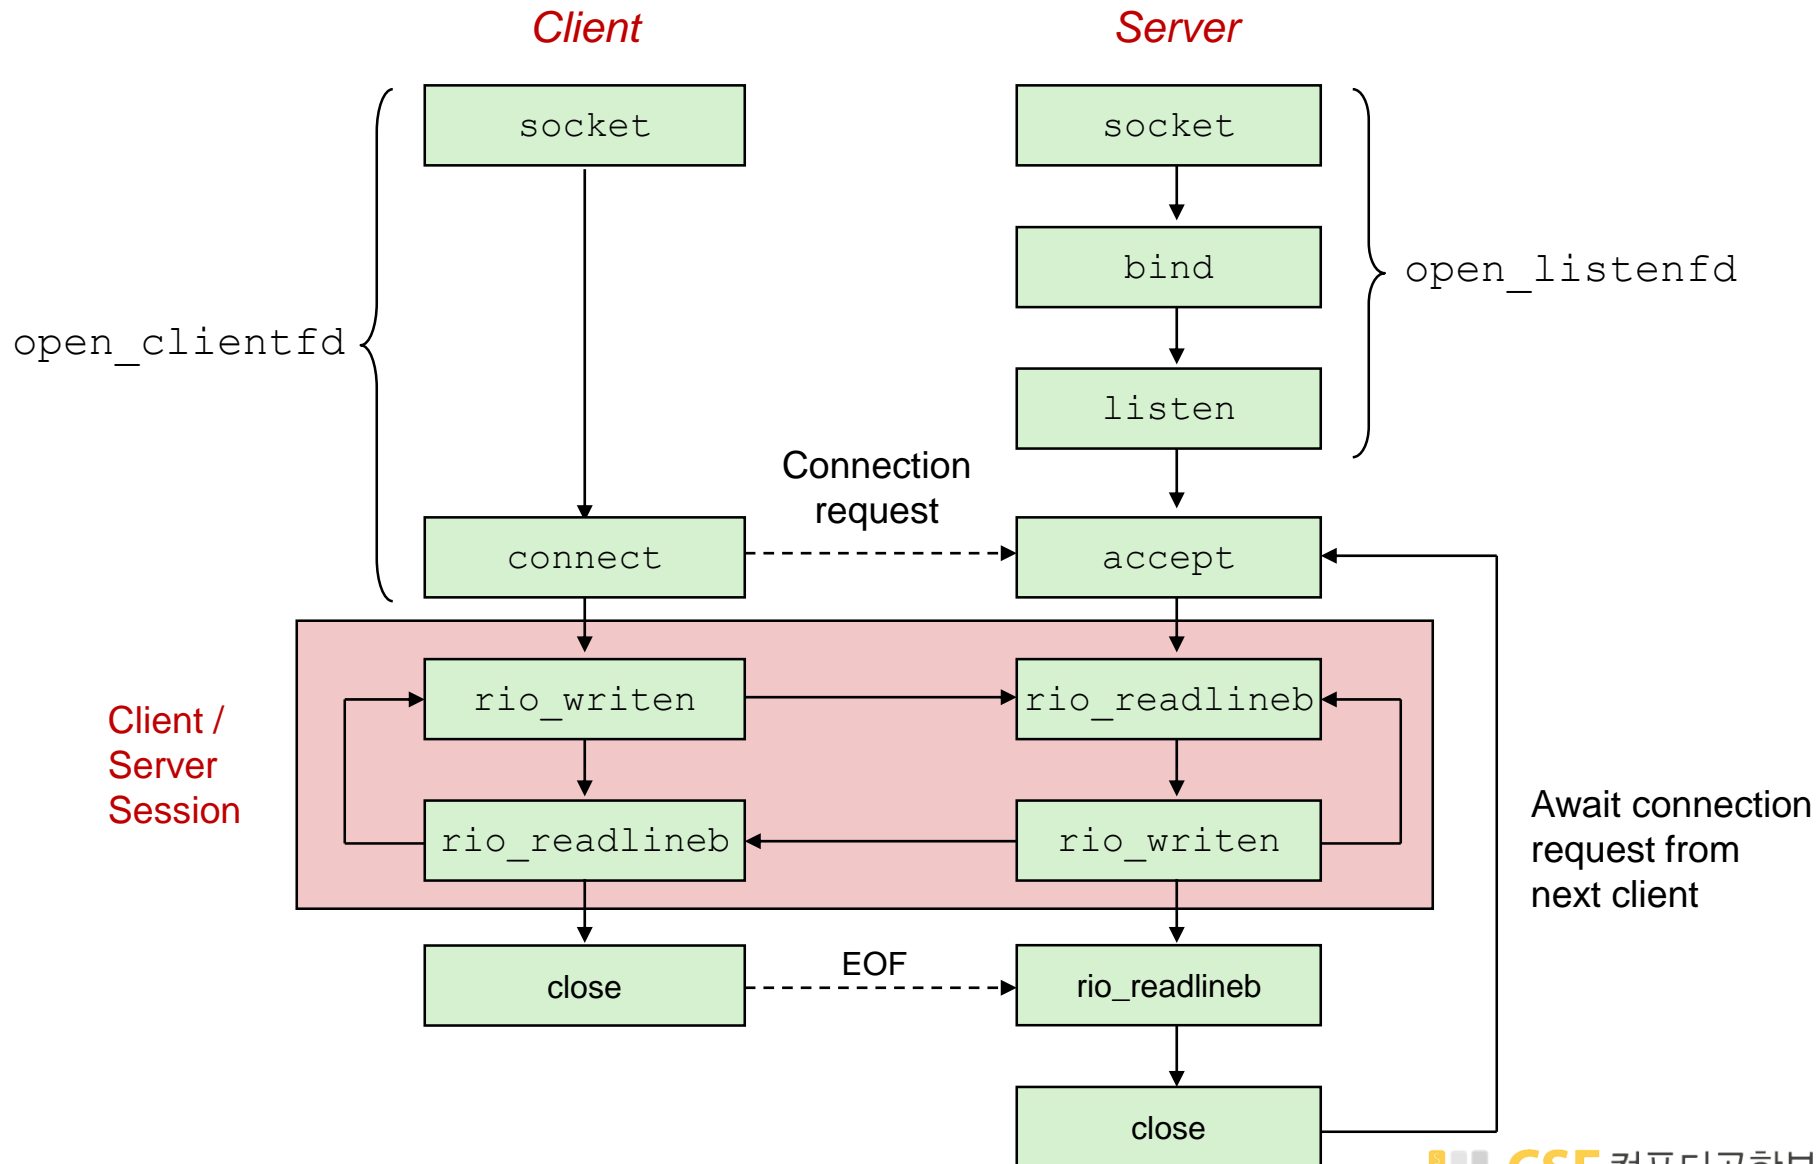 Client
Server
socket
socket
bind
open_listenfd
open_clientfd
listen
Connection
request
connect
accept
rio_writen
rio_readlineb
Client /
Server
Session
rio_readlineb
rio_writen
Await connection
request from
next client
close
EOF
rio_readlineb
close
CSE